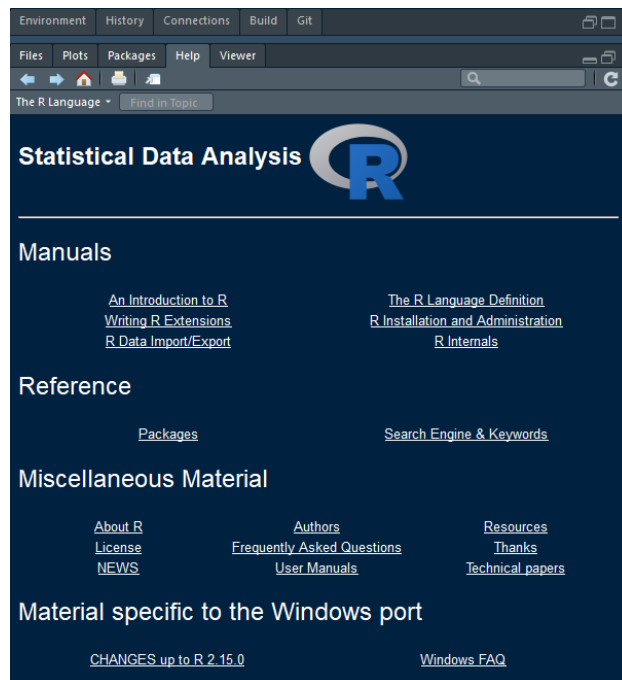 Environment History Connections Build Git
Files Plots Packages Help Viewer
The R Language Find in Topic
Statistical Data Analysis R
Manuals
An Introduction to R The R Language Definition
Writing R Extensions R Installation and Administration
R Data Import/Export R Internals
Reference
Packages Search Engine & Keywords
Miscellaneous Material
About R Authors Resources
License Frequently Asked Questions Thanks
NEWS User Manuals Technical papers
Material specific to the Windows port
CHANGES up to R 2.15.0 Windows FAQ